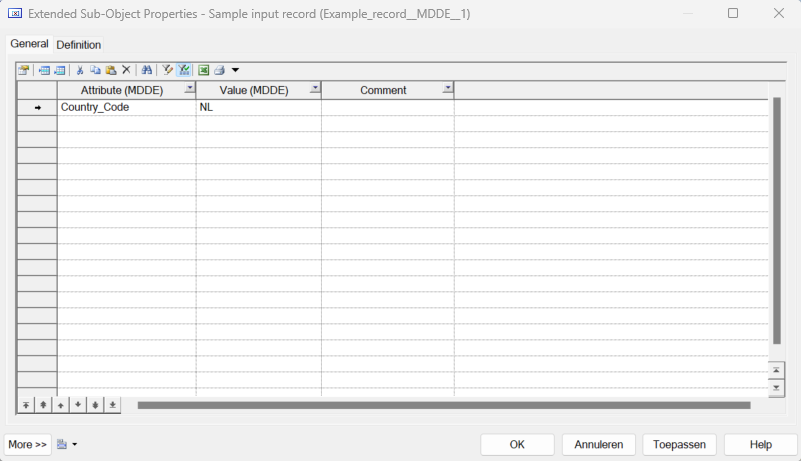 Extended Sub-Object Properties - Sample input record (Example_record__MDDE__1)
General Definition
Attribute (MDDE) Value (MDDE) Comment
Country_Code NL
More >> OK Annuleren Toepassen Help